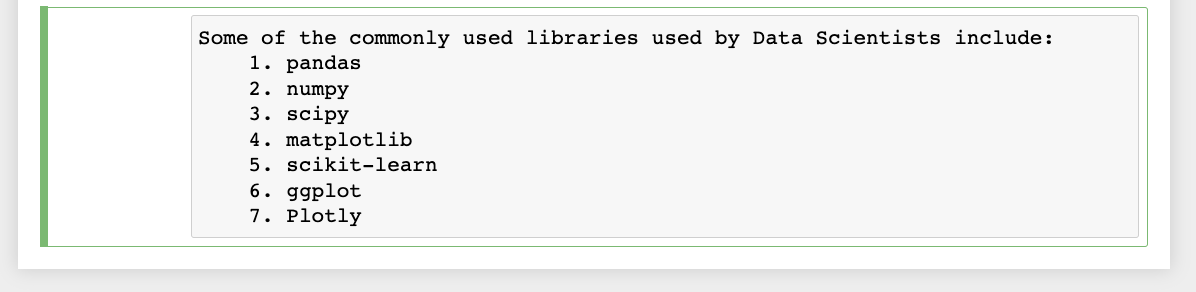 Some of the commonly used libraries used by Data Scientists include:
1. pandas
2. numpy
3. scipy
4. matplotlib
5. scikit-learn
6. ggplot
7. Plotly